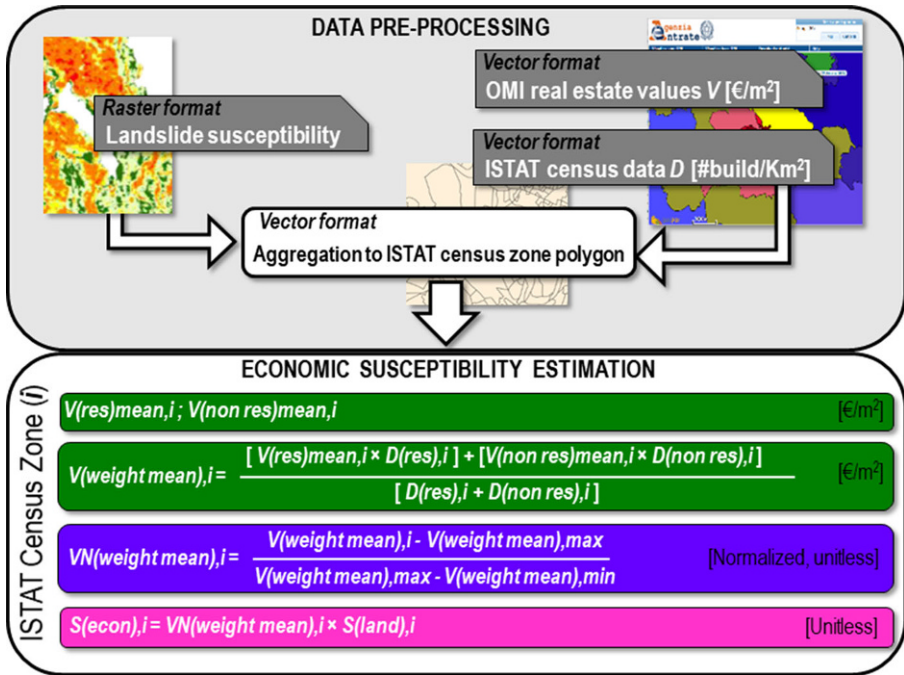 DATA PRE-PROCESSING
genzia
ntrate
Vector format
OMI real estate values V [€/m²]
Raster format
Landslide susceptibility
Vector format
ISTAT census data D [#build/Km²]
Vector format
Aggregation to ISTAT census zone polygon
ECONOMIC SUSCEPTIBILITY ESTIMATION
ISTAT Census Zone (i)
V(res)mean,i ; V(non res)mean,i [€/m²]
[ V(res)mean,i × D(res),i ] + [V(non res)mean,i × D(non res),i ]
V(weight mean),i = [€/m²]
[ D(res),i + D(non res),i ]
V(weight mean),i - V(weight mean),max
VN(weight mean),i = [Normalized, unitless]
V(weight mean),max - V(weight mean),min
S(econ),i = VN(weight mean),i × S(land),i [Unitless]